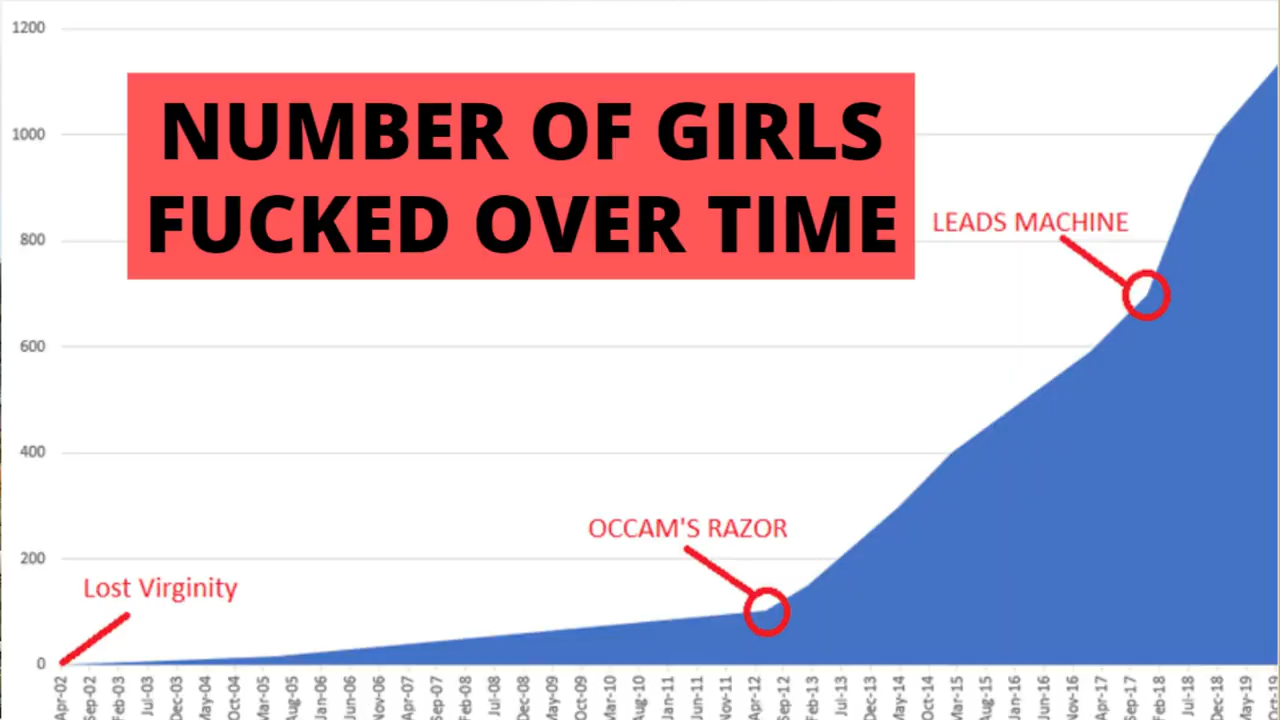 1200
NUMBER OF GIRLS
1000
FUCKED OVER TIME
LEADS MACHINE
800
600
400
OCCAM'S RAZOR
200
Lost Virginity
0
Apr-02 Sep-02 Feb-03 Jul-03 Dec-03 May-04 Oct-04 Mar-05 Aug-05 Jan-06 Jun-06 Nov-06 Apr-07 Sep-07 Feb-08 Jul-08 Dec-08 May-09 Oct-09 Mar-10 Aug-10 Jan-11 Jun-11 Nov-11 Apr-12 Sep-12 Feb-13 Jul-13 Dec-13 May-14 Oct-14 Mar-15 Aug-15 Jan-16 Jun-16 Nov-16 Apr-17 Sep-17 Feb-18 Jul-18 Dec-18 May-19 Oct-19